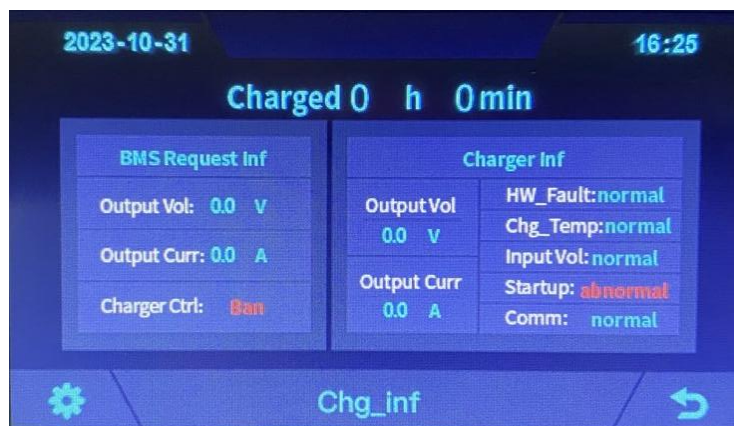 2023-10-31
16:25
Charged 0 h 0 min
BMS Request Inf
Output Vol: 0.0 V
Output Curr: 0.0 A
Charger Ctrl: Ban
Charger Inf
Output Vol
0.0 V
Output Curr
0.0 A
HW_Fault:normal
Chg_Temp:normal
Input Vol: normal
Startup: abnormal
Comm: normal
Chg_inf